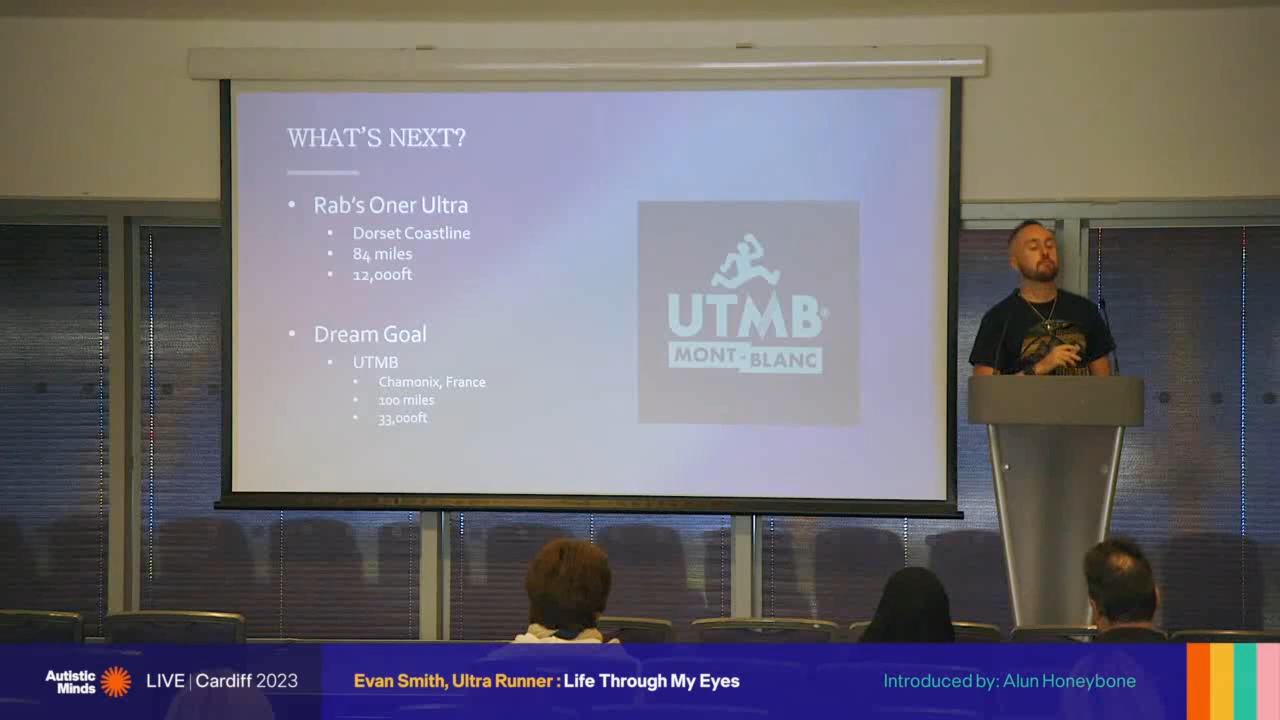 WHAT'S NEXT?
• Rab's Oner Ultra
• Dorset Coastline
• 84 miles
• 12,000ft
• Dream Goal
• UTMB
• Chamonix, France
• 100 miles
• 33,000ft
UTMB®
MONT-BLANC
Autistic
Minds
LIVE | Cardiff 2023
Evan Smith, Ultra Runner : Life Through My Eyes
Introduced by: Alun Honeybone